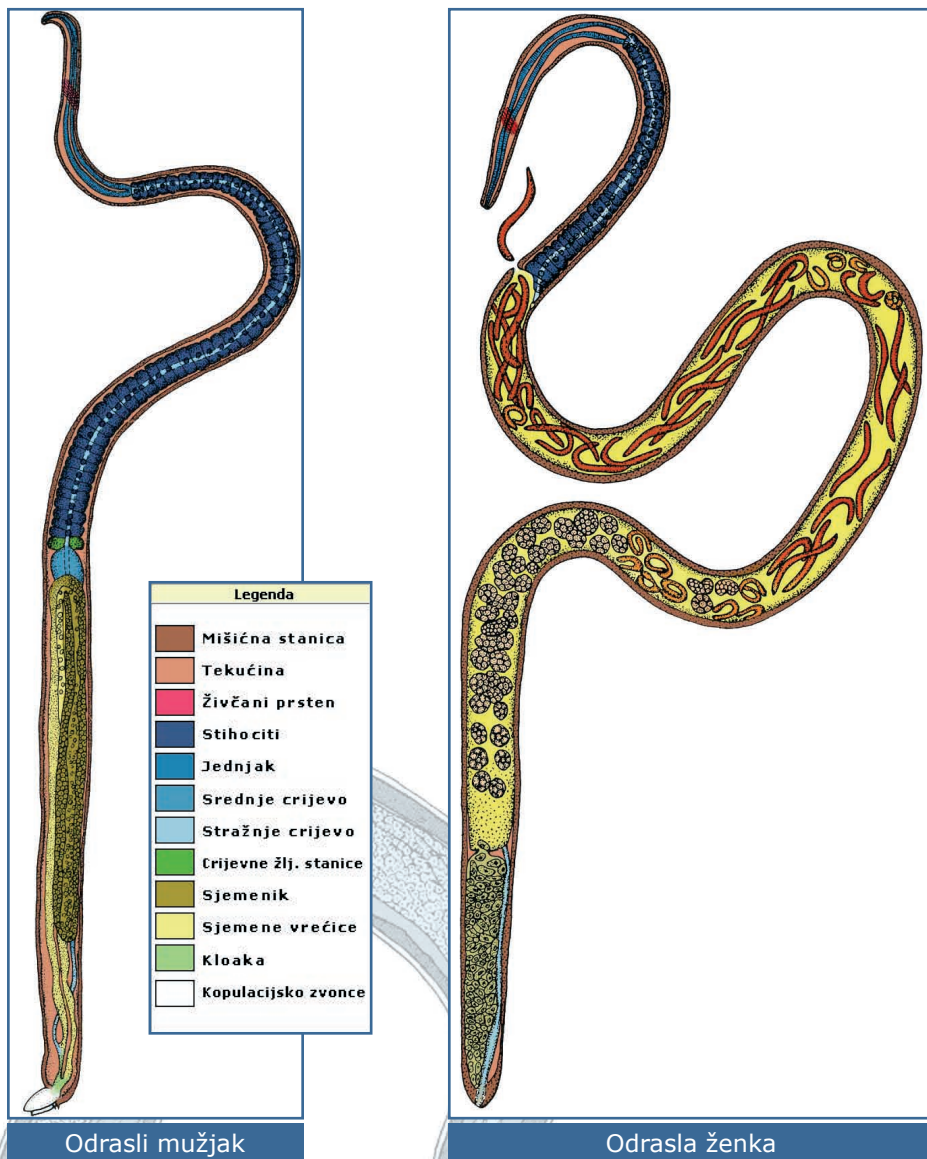 Legenda
Mišićna stanica
Tekućina
Živčani prsten
Stihociti
Jednjak
Srednje crijevo
Stražnje crijevo
Crijevne žlj. stanice
Sjemenik
Sjemene vrećice
Kloaka
Kopulacijsko zvonce
Odrasli mužjak
Odrasla ženka